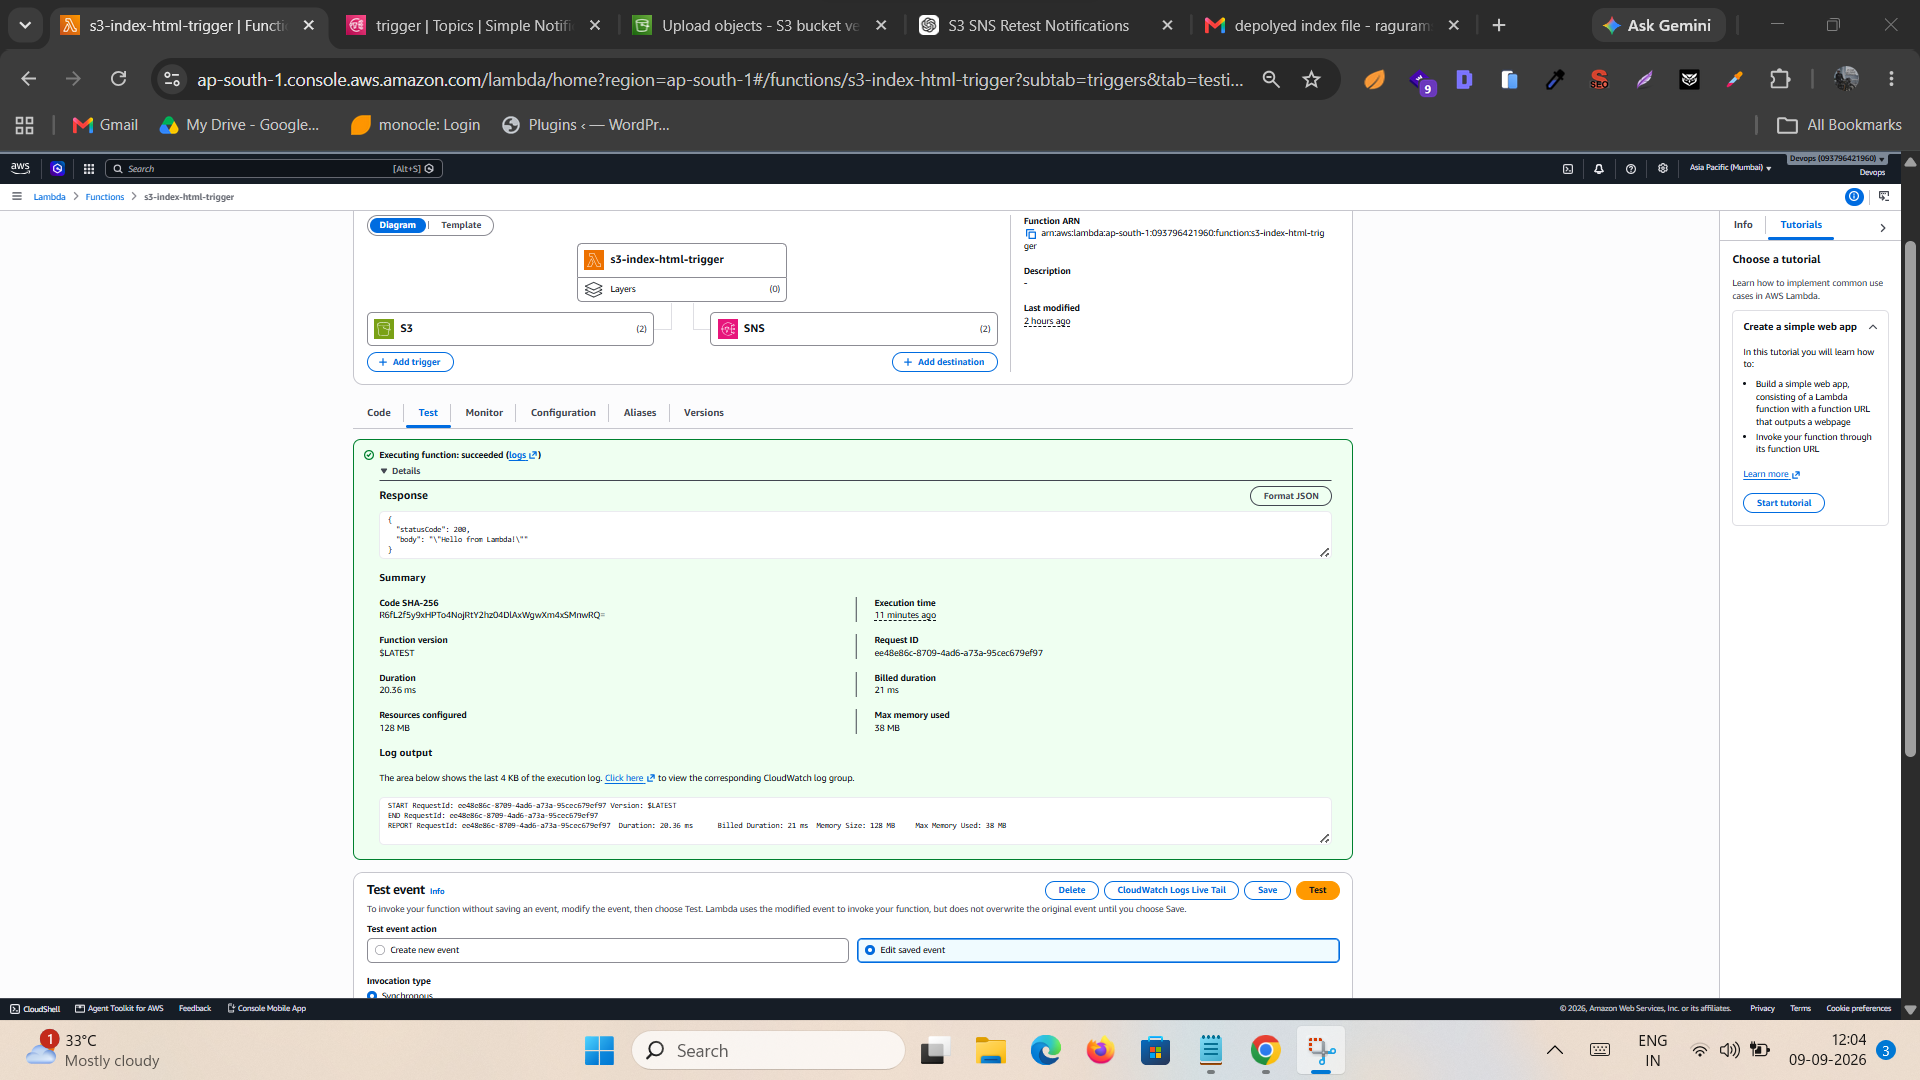 s3-index-html-trigger | Functi
trigger | Topics | Simple Notifi
Upload objects - S3 bucket ve
S3 SNS Retest Notifications
depolyed index file - raguram
Ask Gemini
ap-south-1.console.aws.amazon.com/lambda/home?region=ap-south-1#/functions/s3-index-html-trigger?subtab=triggers&tab=testi...
9
Gmail
My Drive - Google...
monocle: Login
Plugins ‹ — WordPr...
All Bookmarks
aws
Search
[Alt+S]
Asia Pacific (Mumbai)
Devops (093796421960)
Devops
Lambda
Functions
s3-index-html-trigger
Diagram
Template
s3-index-html-trigger
Layers
(0)
S3
(2)
SNS
(2)
+ Add trigger
+ Add destination
Function ARN
arn:aws:lambda:ap-south-1:093796421960:function:s3-index-html-trig
ger
Description
-
Last modified
2 hours ago
Info
Tutorials
Choose a tutorial
Learn how to implement common use
cases in AWS Lambda.
Create a simple web app
In this tutorial you will learn how
to:
• Build a simple web app,
consisting of a Lambda
function with a function URL
that outputs a webpage
• Invoke your function through
its function URL
Learn more
Start tutorial
Code
Test
Monitor
Configuration
Aliases
Versions
Executing function: succeeded (logs)
Details
Response
Format JSON
{
"statusCode": 200,
"body": "\"Hello from Lambda!\""
}
Summary
Code SHA-256
R6fL2f5y9xHPTo4NojRtY2hz04DlAxWgwXm4xSMnwRQ=
Execution time
11 minutes ago
Function version
$LATEST
Request ID
ee48e86c-8709-4ad6-a73a-95cec679ef97
Duration
20.36 ms
Billed duration
21 ms
Resources configured
128 MB
Max memory used
38 MB
Log output
The area below shows the last 4 KB of the execution log. Click here to view the corresponding CloudWatch log group.
START RequestId: ee48e86c-8709-4ad6-a73a-95cec679ef97 Version: $LATEST
END RequestId: ee48e86c-8709-4ad6-a73a-95cec679ef97
REPORT RequestId: ee48e86c-8709-4ad6-a73a-95cec679ef97 Duration: 20.36 ms Billed Duration: 21 ms Memory Size: 128 MB Max Memory Used: 38 MB
Test event Info
Delete
CloudWatch Logs Live Tail
Save
Test
To invoke your function without saving an event, modify the event, then choose Test. Lambda uses the modified event to invoke your function, but does not overwrite the original event until you choose Save.
Test event action
Create new event
Edit saved event
Invocation type
Synchronous
CloudShell
Agent Toolkit for AWS
Feedback
Console Mobile App
© 2026, Amazon Web Services, Inc. or its affiliates.
Privacy
Terms
Cookie preferences
1
33°C
Mostly cloudy
Search
ENG
IN
12:04
09-09-2026
3